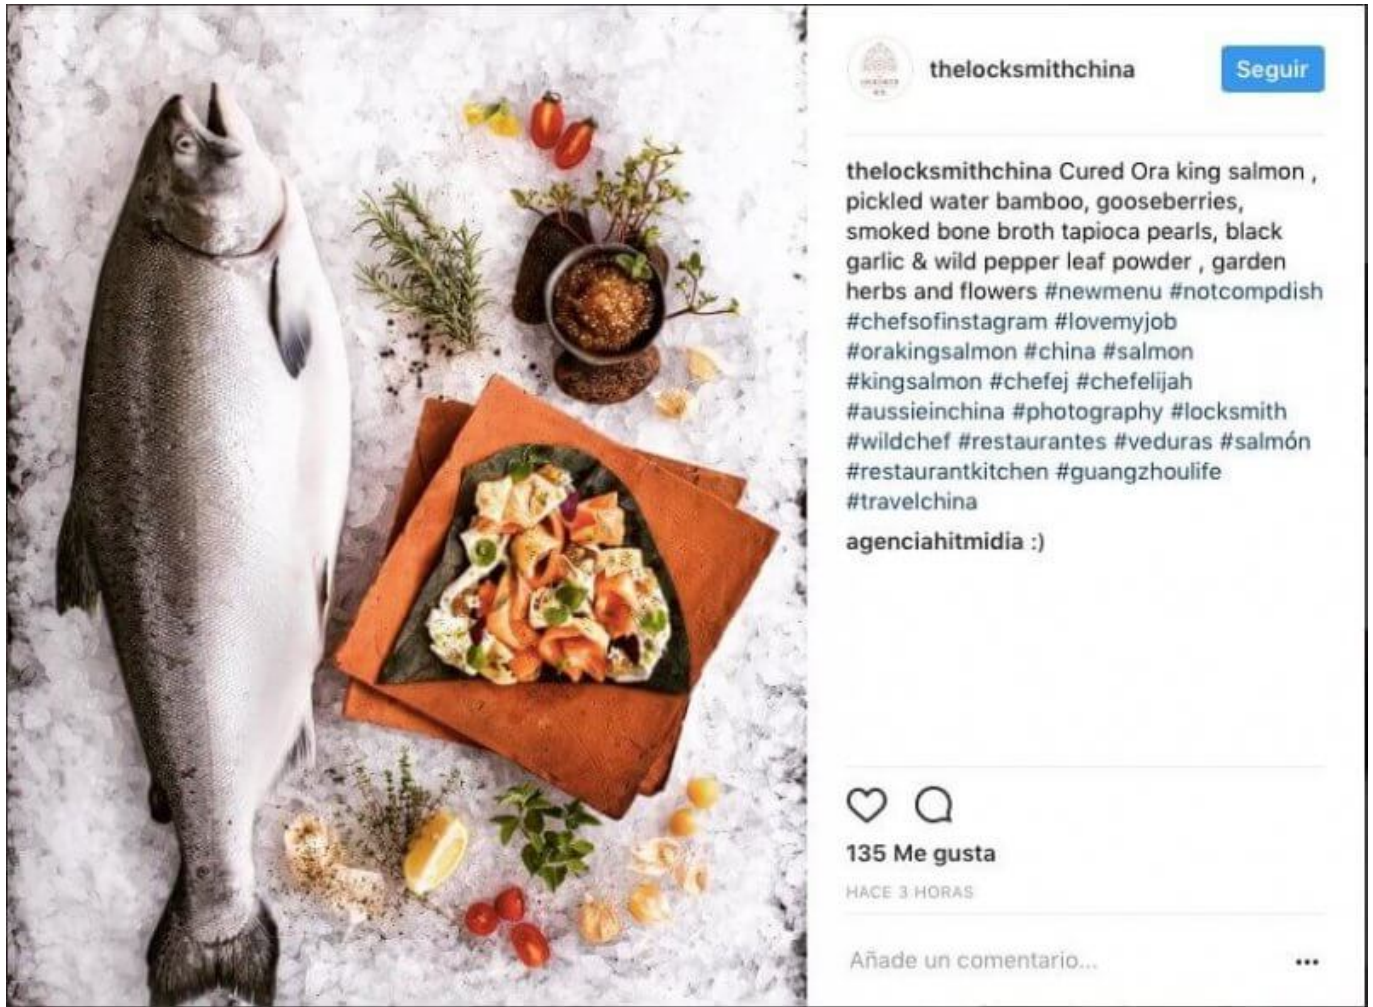 thelocksmithchina
Seguir
thelocksmithchina Cured Ora king salmon ,
pickled water bamboo, gooseberries,
smoked bone broth tapioca pearls, black
garlic & wild pepper leaf powder , garden
herbs and flowers #newmenu #notcompdish
#chefsofinstagram #lovemyjob
#orakingsalmon #china #salmon
#kingsalmon #chefej #chefelijah
#aussieinchina #photography #locksmith
#wildchef #restaurantes #veduras #salmón
#restaurantkitchen #guangzhoulife
#travelchina
agenciahitmidia :)
135 Me gusta
HACE 3 HORAS
Añade un comentario...